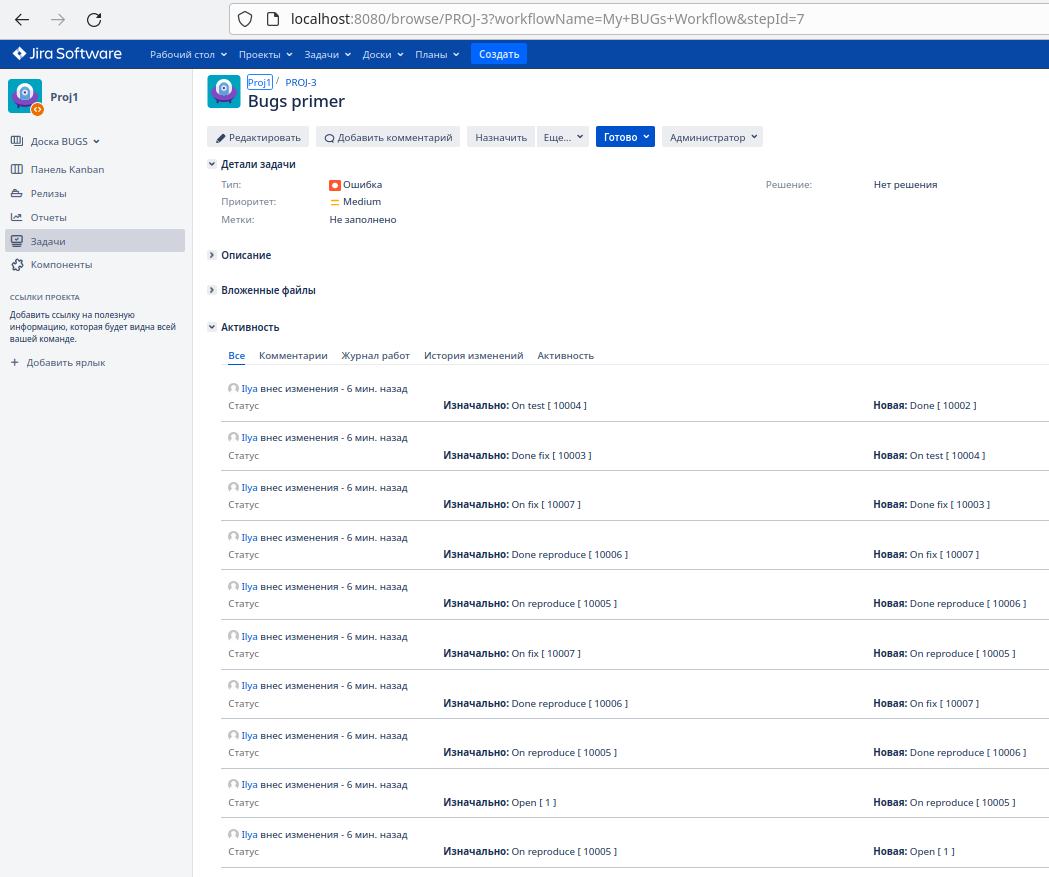 localhost:8080/browse/PROJ-3?workflowName=My+BUGs+Workflow&stepId=7
Jira Software Рабочий стол Проекты Задачи Доски Планы Создать
Proj1
Доска BUGS
Панель Kanban
Релизы
Отчеты
Задачи
Компоненты
ССЫЛКИ ПРОЕКТА
Добавить ссылку на полезную
информацию, которая будет видна всей
вашей команде.
+ Добавить ярлык
Proj1 / PROJ-3
Bugs primer
Редактировать Добавить комментарий Назначить Еще... Готово Администратор
Детали задачи
Тип: Ошибка Решение: Нет решения
Приоритет: Medium
Метки: Не заполнено
Описание
Вложенные файлы
Активность
Все Комментарии Журнал работ История изменений Активность
Ilya внес изменения - 6 мин. назад
Статус Изначально: On test [ 10004 ] Новая: Done [ 10002 ]
Ilya внес изменения - 6 мин. назад
Статус Изначально: Done fix [ 10003 ] Новая: On test [ 10004 ]
Ilya внес изменения - 6 мин. назад
Статус Изначально: On fix [ 10007 ] Новая: Done fix [ 10003 ]
Ilya внес изменения - 6 мин. назад
Статус Изначально: Done reproduce [ 10006 ] Новая: On fix [ 10007 ]
Ilya внес изменения - 6 мин. назад
Статус Изначально: On reproduce [ 10005 ] Новая: Done reproduce [ 10006 ]
Ilya внес изменения - 6 мин. назад
Статус Изначально: On fix [ 10007 ] Новая: On reproduce [ 10005 ]
Ilya внес изменения - 6 мин. назад
Статус Изначально: Done reproduce [ 10006 ] Новая: On fix [ 10007 ]
Ilya внес изменения - 6 мин. назад
Статус Изначально: On reproduce [ 10005 ] Новая: Done reproduce [ 10006 ]
Ilya внес изменения - 6 мин. назад
Статус Изначально: Open [ 1 ] Новая: On reproduce [ 10005 ]
Ilya внес изменения - 6 мин. назад
Статус Изначально: On reproduce [ 10005 ] Новая: Open [ 1 ]